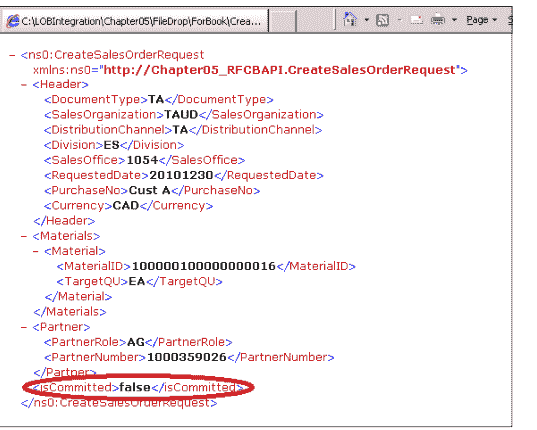 C:\LOBIntegration\Chapter05\FileDrop\ForBook\Crea...
Page
- <ns0:CreateSalesOrderRequest
xmlns:ns0="http://Chapter05_RFCBAPI.CreateSalesOrderRequest">
- <Header>
<DocumentType>TA</DocumentType>
<SalesOrganization>TAUD</SalesOrganization>
<DistributionChannel>TA</DistributionChannel>
<Division>ES</Division>
<SalesOffice>1054</SalesOffice>
<RequestedDate>20101230</RequestedDate>
<PurchaseNo>Cust A</PurchaseNo>
<Currency>CAD</Currency>
</Header>
- <Materials>
- <Material>
<MaterialID>100000100000000016</MaterialID>
<TargetQU>EA</TargetQU>
</Material>
</Materials>
- <Partner>
<PartnerRole>AG</PartnerRole>
<PartnerNumber>1000359026</PartnerNumber>
</Partner>
<isCommitted>false</isCommitted>
</ns0:CreateSalesOrderRequest>